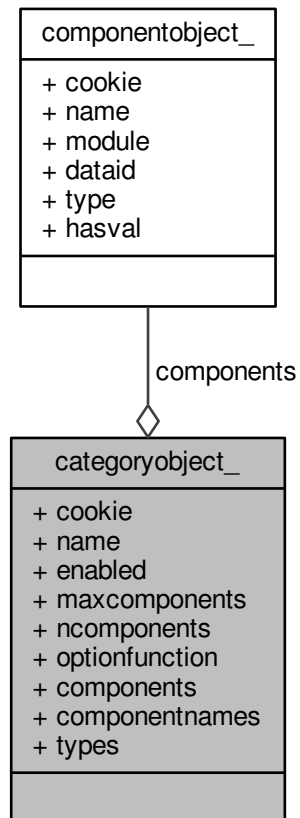 componentobject_
+ cookie
+ name
+ module
+ dataid
+ type
+ hasval
components
categoryobject_
+ cookie
+ name
+ enabled
+ maxcomponents
+ ncomponents
+ optionfunction
+ components
+ componentnames
+ types